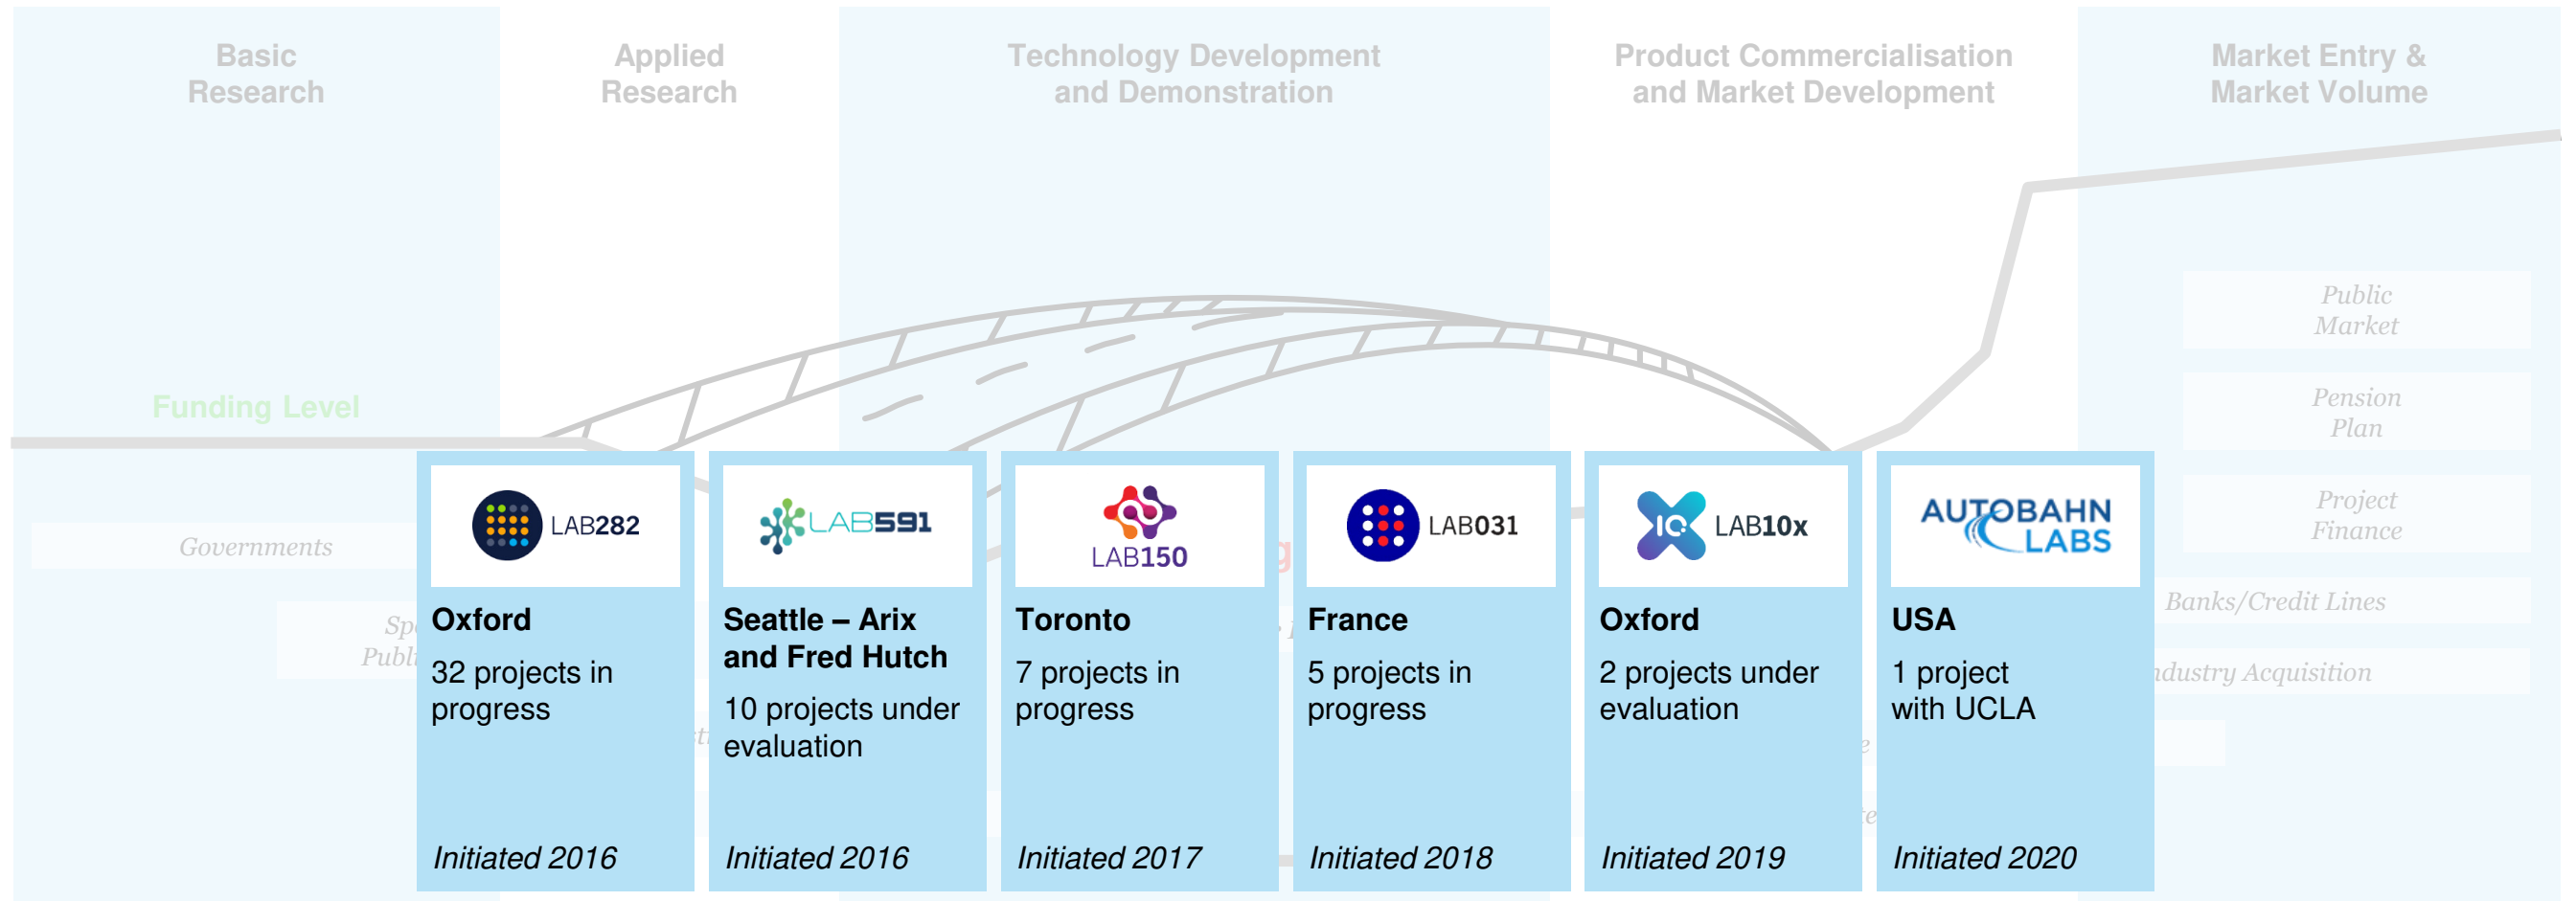 Basic
Research
Applied
Research
Technology Development
and Demonstration
Product Commercialisation
and Market Development
Market Entry &
Market Volume
Funding Level
Governments
Public
Market
Pension
Plan
Project
Finance
Banks/Credit Lines
Acquisition
LAB282
Oxford
32 projects in
progress
Initiated 2016
LAB591
Seattle – Arix
and Fred Hutch
10 projects under
evaluation
Initiated 2016
LAB150
Toronto
7 projects in
progress
Initiated 2017
LAB031
France
5 projects in
progress
Initiated 2018
IQ
LAB10x
Oxford
2 projects under
evaluation
Initiated 2019
AUTOBAHN
LABS
USA
1 project
with UCLA
Initiated 2020